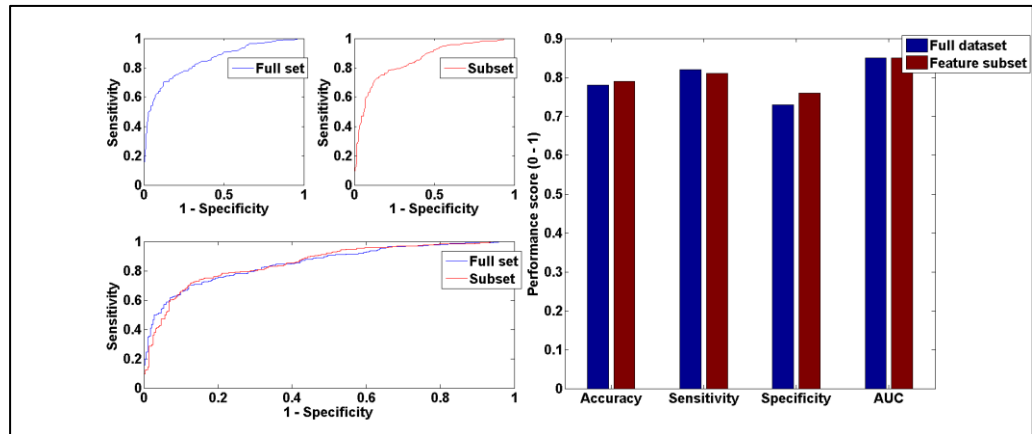 1
0.8
0.6
0.4
0.2
0
Sensitivity
0 0.5 1
1 - Specificity
Full set
1
0.8
0.6
0.4
0.2
0
Sensitivity
0 0.5 1
1 - Specificity
Subset
1
0.8
0.6
0.4
0.2
0
Sensitivity
0 0.2 0.4 0.6 0.8 1
1 - Specificity
Full set
Subset
0.9
0.8
0.7
0.6
0.5
0.4
0.3
0.2
0.1
0
Performance score (0 - 1)
Accuracy Sensitivity Specificity AUC
Full dataset
Feature subset